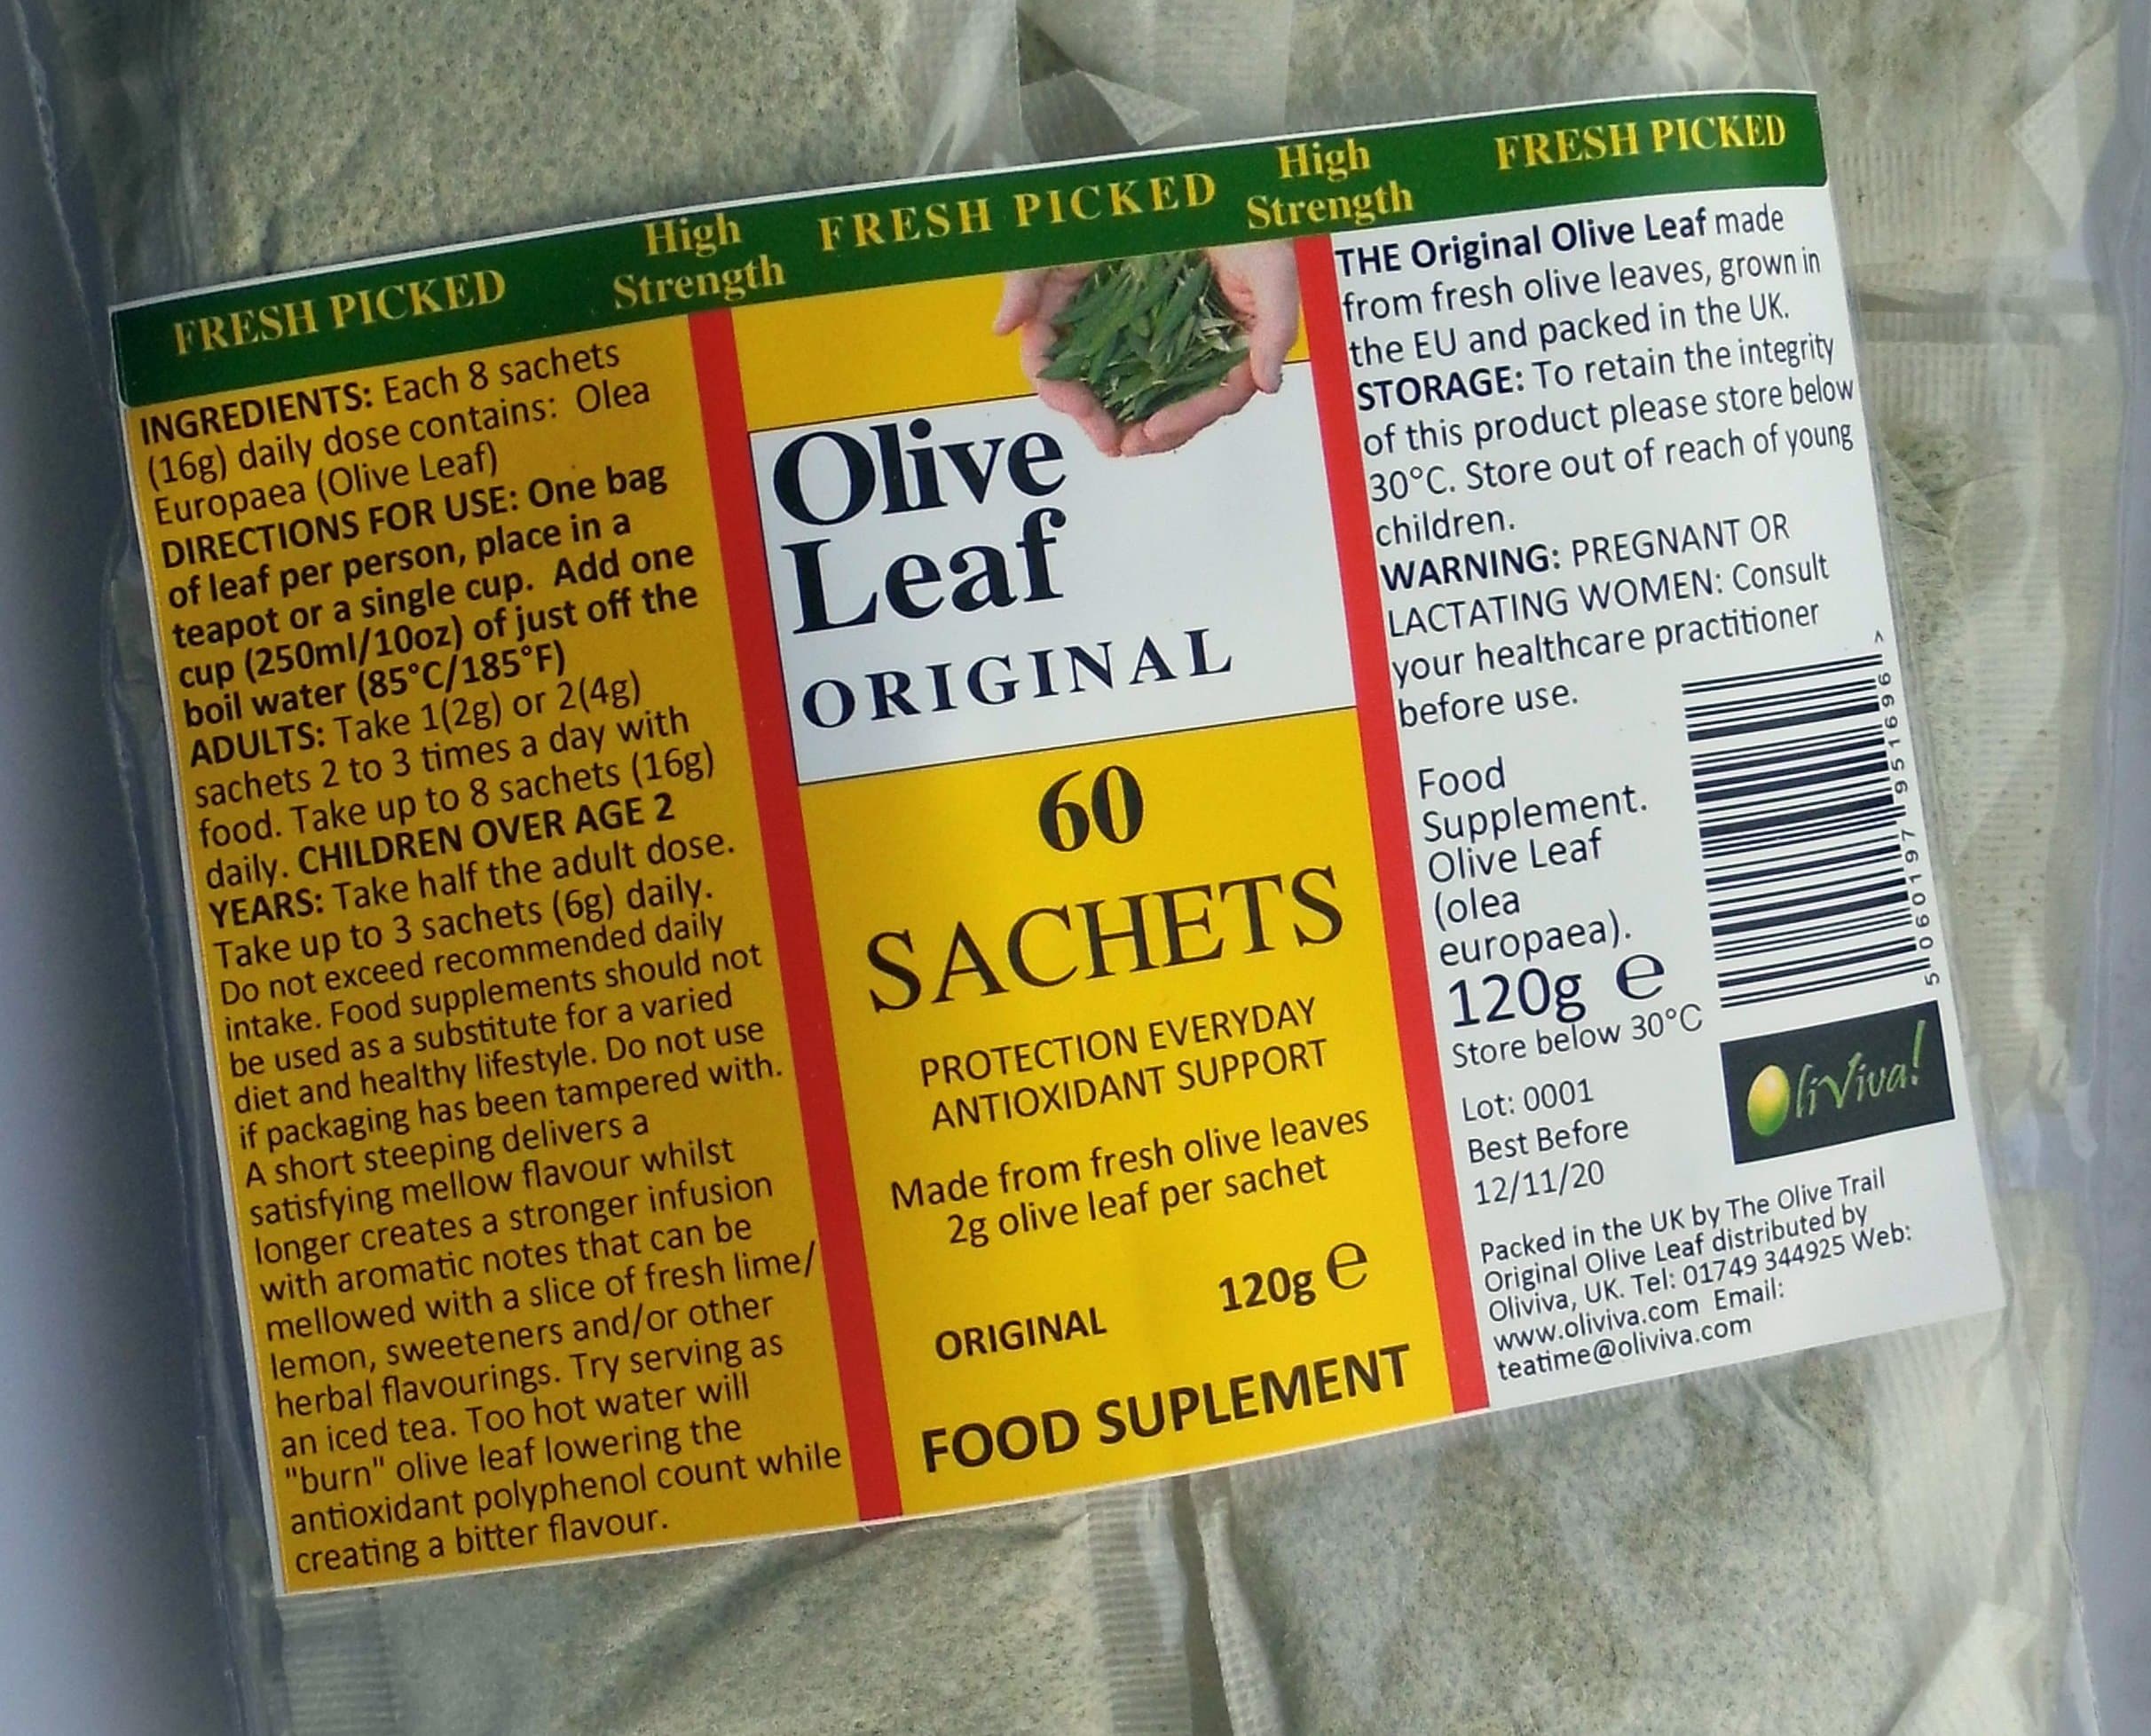 FRESH PICKED High Strength FRESH PICKED High Strength FRESH PICKED
INGREDIENTS: Each 8 sachets
(16g) daily dose contains: Olea
Europaea (Olive Leaf)
DIRECTIONS FOR USE: One bag
of leaf per person, place in a
teapot or a single cup. Add one
cup (250ml/10oz) of just off the
boil water (85°C/185°F)
ADULTS: Take 1(2g) or 2(4g)
sachets 2 to 3 times a day with
food. Take up to 8 sachets (16g)
daily. CHILDREN OVER AGE 2
YEARS: Take half the adult dose.
Take up to 3 sachets (6g) daily.
Do not exceed recommended daily
intake. Food supplements should not
be used as a substitute for a varied
diet and healthy lifestyle. Do not use
if packaging has been tampered with.
A short steeping delivers a
satisfying mellow flavour whilst
longer creates a stronger infusion
with aromatic notes that can be
mellowed with a slice of fresh lime/
lemon, sweeteners and/or other
herbal flavourings. Try serving as
an iced tea. Too hot water will
"burn" olive leaf lowering the
antioxidant polyphenol count while
creating a bitter flavour.
Olive
Leaf
ORIGINAL
60
SACHETS
PROTECTION EVERYDAY
ANTIOXIDANT SUPPORT
Made from fresh olive leaves
2g olive leaf per sachet
ORIGINAL 120g e
FOOD SUPLEMENT
THE Original Olive Leaf made
from fresh olive leaves, grown in
the EU and packed in the UK.
STORAGE: To retain the integrity
of this product please store below
30°C. Store out of reach of young
children.
WARNING: PREGNANT OR
LACTATING WOMEN: Consult
your healthcare practitioner
before use.
Food
Supplement.
Olive Leaf
(olea
europaea).
120g e
Store below 30°C
Lot: 0001
Best Before
12/11/20
5 060197 951696 >
Oliviva!
Packed in the UK by The Olive Trail
Original Olive Leaf distributed by
Oliviva, UK. Tel: 01749 344925 Web:
www.oliviva.com Email:
teatime@oliviva.com